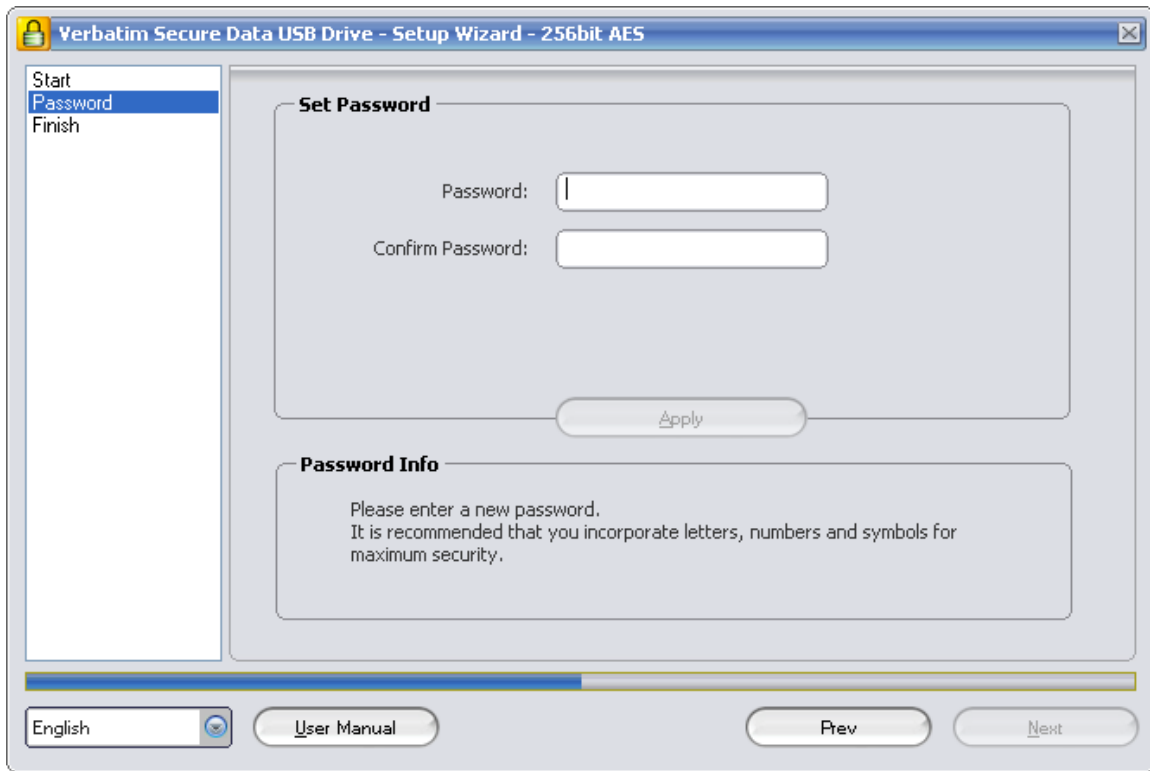 Verbatim Secure Data USB Drive - Setup Wizard - 256bit AES
Start
Password
Finish
Set Password
Password:
Confirm Password:
Apply
Password Info
Please enter a new password.
It is recommended that you incorporate letters, numbers and symbols for
maximum security.
English
User Manual
Prev
Next